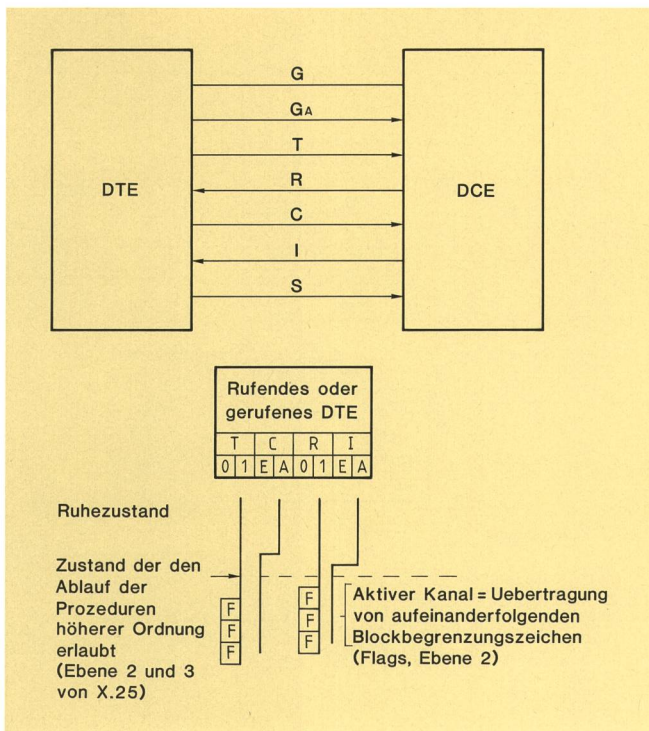 G
GA
T
R
C
I
S
DTE
DCE
Rufendes oder
gerufenes DTE
T C R I
0 1 E A 0 1 E A
Ruhezustand
Zustand der den
Ablauf der
Prozeduren
höherer Ordnung
erlaubt
(Ebene 2 und 3
von X.25)
F
F
F
F
F
F
Aktiver Kanal = Uebertragung
von aufeinanderfolgenden
Blockbegrenzungszeichen
(Flags, Ebene 2)